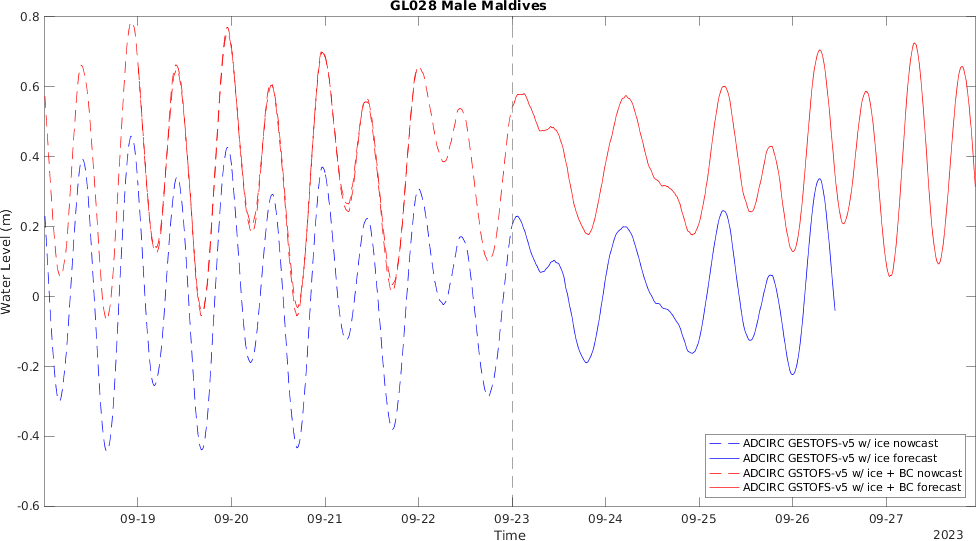 GL028 Male Maldives
Water Level (m)
0.8
0.6
0.4
0.2
0
-0.2
-0.4
-0.6
ADCIRC GESTOFS-v5 w/ ice nowcast
ADCIRC GESTOFS-v5 w/ ice forecast
ADCIRC GSTOFS-v5 w/ ice + BC nowcast
ADCIRC GSTOFS-v5 w/ ice + BC forecast
09-19 09-20 09-21 09-22 09-23 09-24 09-25 09-26 09-27
Time
2023